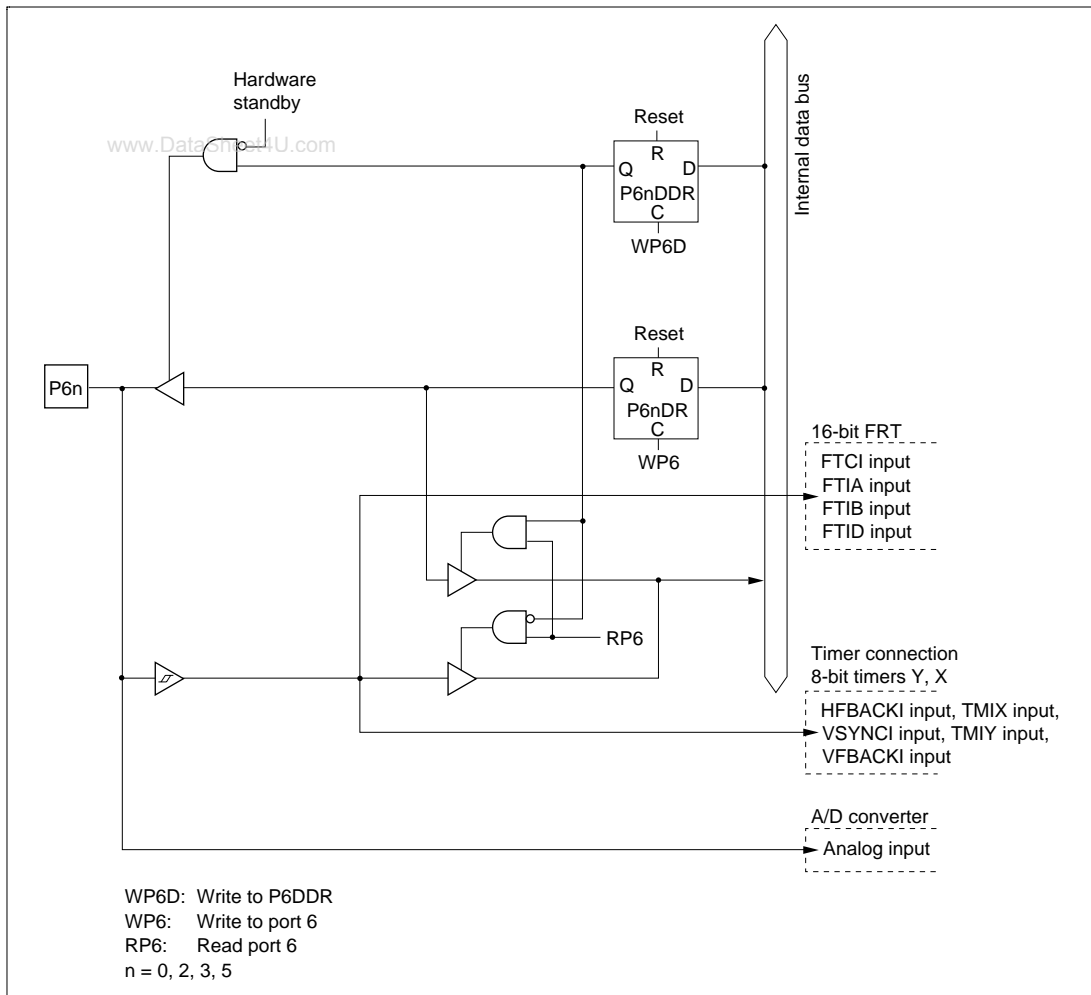 Hardware
standby
www.DataSheet4U.com
Reset
R
Q D
P6nDDR
C
WP6D
Internal data bus
Reset
R
Q D
P6nDR
C
WP6
P6n
16-bit FRT
FTCI input
FTIA input
FTIB input
FTID input
RP6
Timer connection
8-bit timers Y, X
HFBACKI input, TMIX input,
VSYNCI input, TMIY input,
VFBACKI input
A/D converter
Analog input
WP6D: Write to P6DDR
WP6: Write to port 6
RP6: Read port 6
n = 0, 2, 3, 5